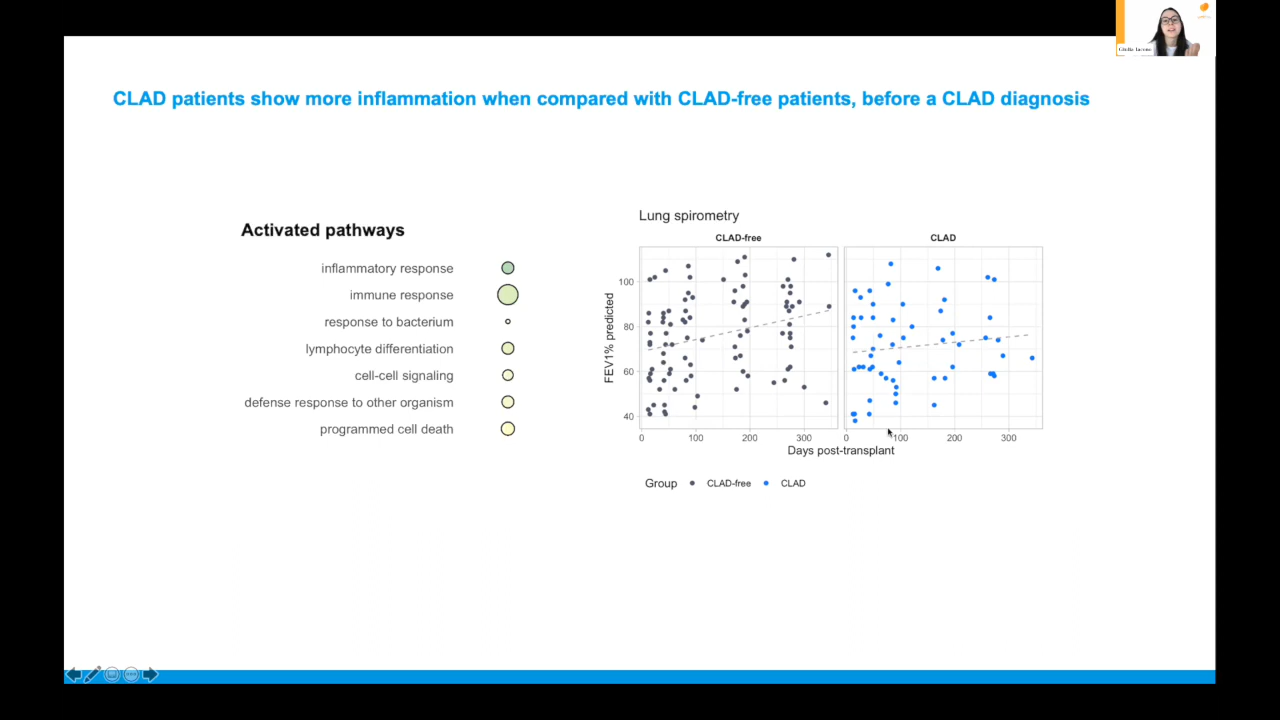 CLAD patients show more inflammation when compared with CLAD-free patients, before a CLAD diagnosis
Activated pathways
inflammatory response
immune response
response to bacterium
lymphocyte differentiation
cell-cell signaling
defense response to other organism
programmed cell death
Lung spirometry
CLAD-free
CLAD
FEV1% predicted
100
80
60
40
0
100
200
300
0
100
200
300
Days post-transplant
Group
CLAD-free
CLAD